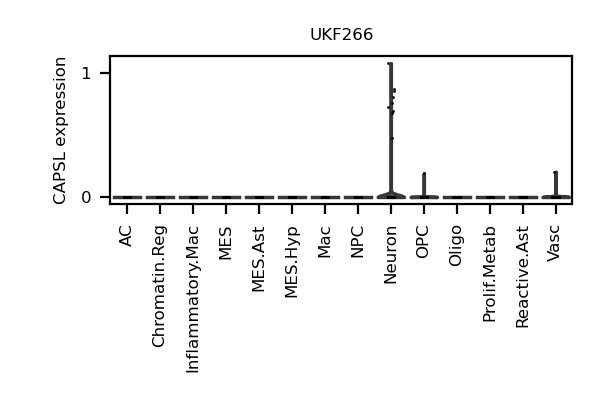 UKF266
CAPSL expression
1
0
AC
Chromatin.Reg
Inflammatory.Mac
MES
MES.Ast
MES.Hyp
Mac
NPC
Neuron
OPC
Oligo
Prolif.Metab
Reactive.Ast
Vasc